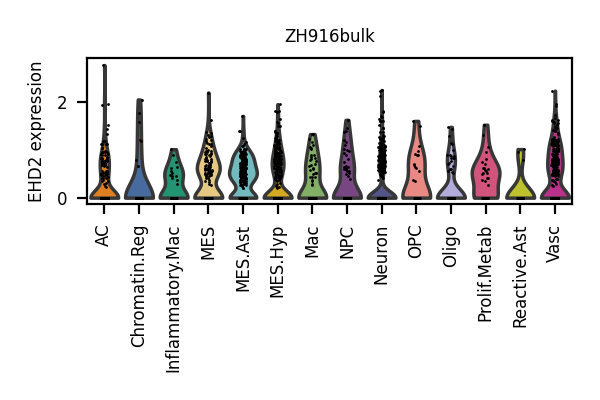 ZH916bulk
EHD2 expression
2
0
AC
Chromatin.Reg
Inflammatory.Mac
MES
MES.Ast
MES.Hyp
Mac
NPC
Neuron
OPC
Oligo
Prolif.Metab
Reactive.Ast
Vasc